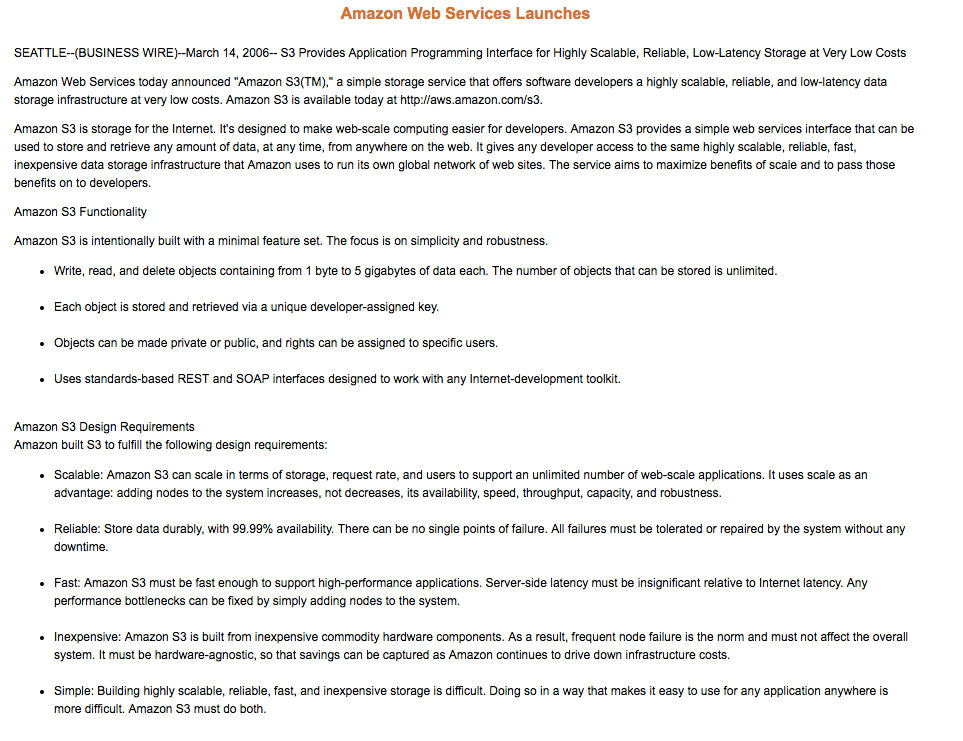 Amazon Web Services Launches
SEATTLE--(BUSINESS WIRE)--March 14, 2006-- S3 Provides Application Programming Interface for Highly Scalable, Reliable, Low-Latency Storage at Very Low Costs
Amazon Web Services today announced "Amazon S3(TM)," a simple storage service that offers software developers a highly scalable, reliable, and low-latency data
storage infrastructure at very low costs. Amazon S3 is available today at http://aws.amazon.com/s3.
Amazon S3 is storage for the Internet. It's designed to make web-scale computing easier for developers. Amazon S3 provides a simple web services interface that can be
used to store and retrieve any amount of data, at any time, from anywhere on the web. It gives any developer access to the same highly scalable, reliable, fast,
inexpensive data storage infrastructure that Amazon uses to run its own global network of web sites. The service aims to maximize benefits of scale and to pass those
benefits on to developers.
Amazon S3 Functionality
Amazon S3 is intentionally built with a minimal feature set. The focus is on simplicity and robustness.
• Write, read, and delete objects containing from 1 byte to 5 gigabytes of data each. The number of objects that can be stored is unlimited.
• Each object is stored and retrieved via a unique developer-assigned key.
• Objects can be made private or public, and rights can be assigned to specific users.
• Uses standards-based REST and SOAP interfaces designed to work with any Internet-development toolkit.
Amazon S3 Design Requirements
Amazon built S3 to fulfill the following design requirements:
• Scalable: Amazon S3 can scale in terms of storage, request rate, and users to support an unlimited number of web-scale applications. It uses scale as an
advantage: adding nodes to the system increases, not decreases, its availability, speed, throughput, capacity, and robustness.
• Reliable: Store data durably, with 99.99% availability. There can be no single points of failure. All failures must be tolerated or repaired by the system without any
downtime.
• Fast: Amazon S3 must be fast enough to support high-performance applications. Server-side latency must be insignificant relative to Internet latency. Any
performance bottlenecks can be fixed by simply adding nodes to the system.
• Inexpensive: Amazon S3 is built from inexpensive commodity hardware components. As a result, frequent node failure is the norm and must not affect the overall
system. It must be hardware-agnostic, so that savings can be captured as Amazon continues to drive down infrastructure costs.
• Simple: Building highly scalable, reliable, fast, and inexpensive storage is difficult. Doing so in a way that makes it easy to use for any application anywhere is
more difficult. Amazon S3 must do both.